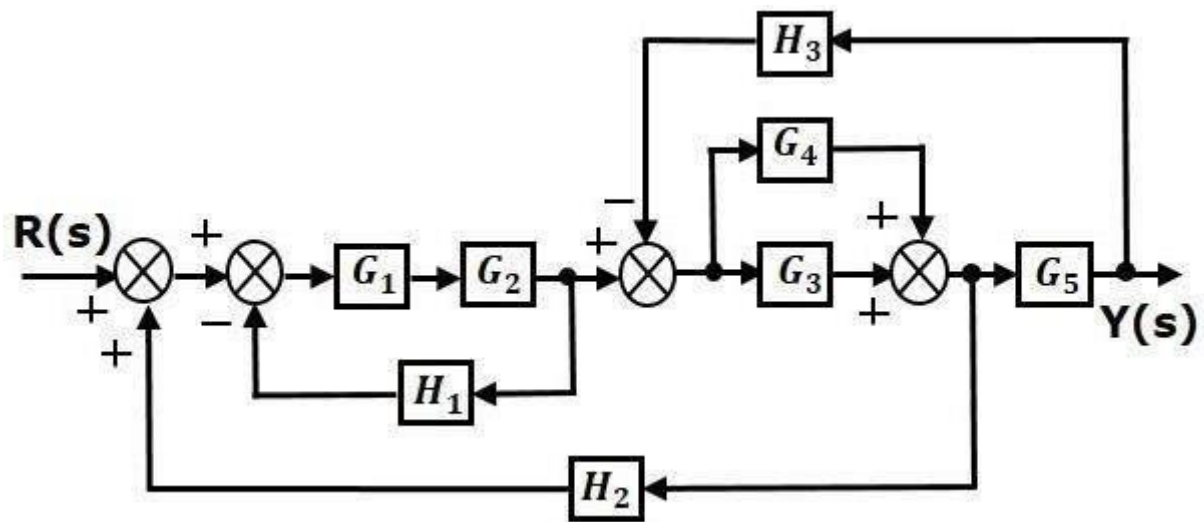 H₃
−
G₄
R(s)
+
+
+
G₁
G₂
G₃
G₅
+
−
+
Y(s)
+
H₁
H₂